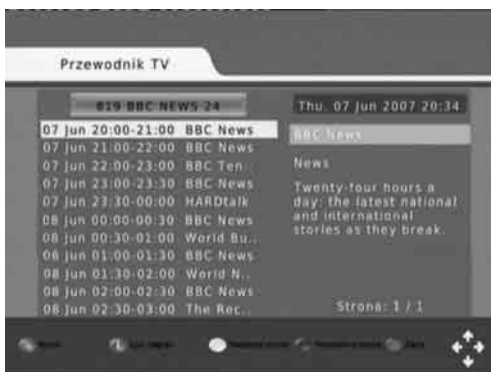 Przewodnik TV
819 BBC NEWS 24
07 Jun 20:00-21:00 BBC News
07 Jun 21:00-22:00 BBC News
07 Jun 22:00-23:00 BBC Ten..
07 Jun 23:00-23:30 BBC News
07 Jun 23:30-00:00 HARDtalk
08 Jun 00:00-00:30 BBC News
08 Jun 00:30-01:00 World Bu..
08 Jun 01:00-01:30 BBC News
08 Jun 01:30-02:00 World N..
08 Jun 02:00-02:30 BBC News
08 Jun 02:30-03:00 The Rec..
Thu. 07 Jun 2007 20:34
BBC News
News
Twenty-four hours a
day: the latest national
and international
stories as they break.
Strona: 1 / 1